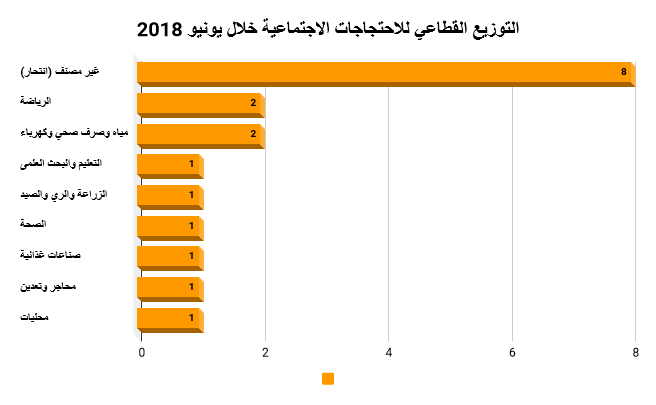 التوزيع القطاعي للاحتجاجات الاجتماعية خلال يونيو 2018
غير مصنف (انتحار)
8
الرياضة
2
مياه وصرف صحي وكهرباء
2
التعليم والبحث العلمى
1
الزراعة والري والصيد
1
الصحة
1
صناعات غذائية
1
محاجر وتعدين
1
محليات
1
0 2 4 6 8